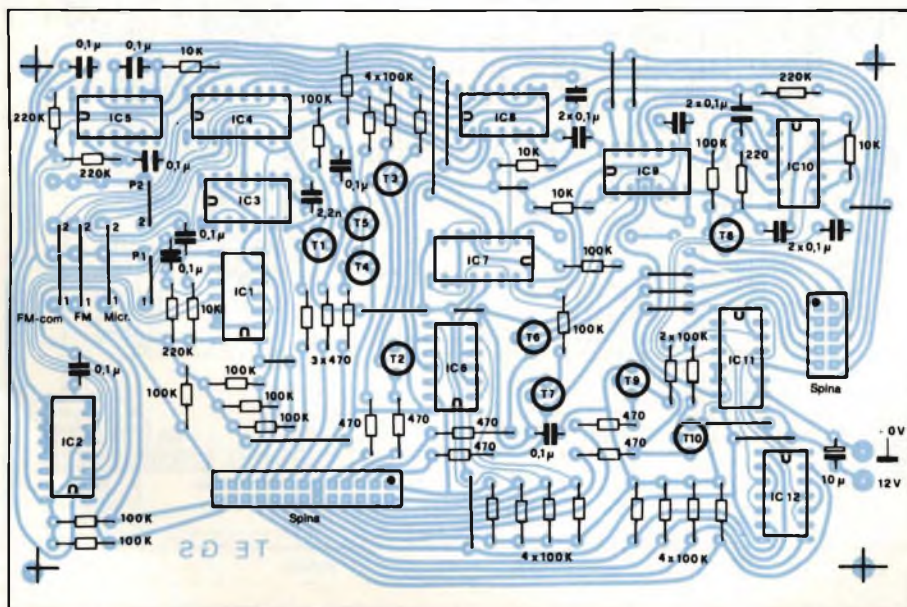 0,1µ
0,1µ
10K
4 x 100K
220K
IC5
IC4
100K
IC8
2 x 0,1µ
2 x 0,1µ
220K
220K
0,1µ
P2
2
IC3
0,1µ
2,2n
T3
T5
T1
T4
10K
10K
IC9
100K
220
IC10
10K
T8
2 x 0,1µ
2
2
2
0,1µ
0,1µ
P1
1
1
1
1
FM-com
FM
Micr.
220K
10K
IC1
3 x 470
IC7
100K
100K
T6
T2
IC6
T7
T9
2 x 100K
IC11
Spina
0,1µ
IC2
100K
100K
100K
100K
470
470
470
470
0,1µ
470
470
T10
- 0V
10µ
12V
IC12
Spina
100K
100K
TE GS
4 x 100K
4 x 100K